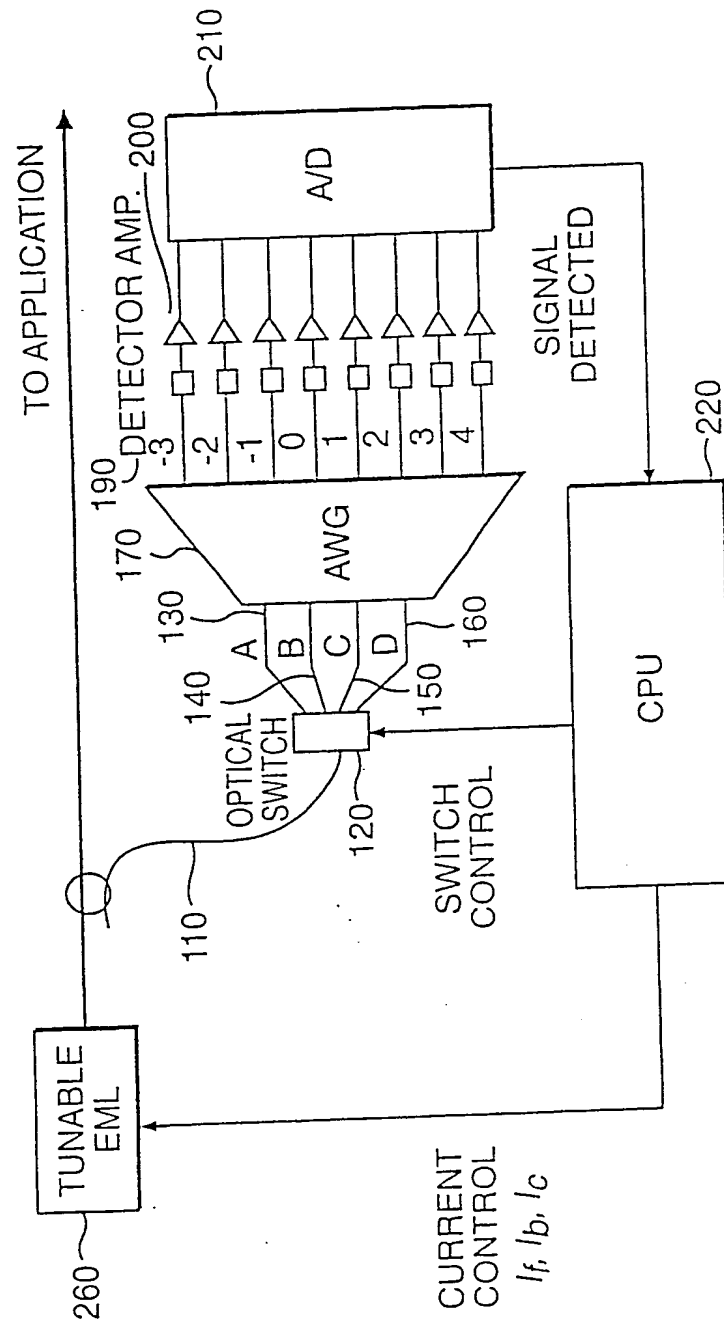 TO APPLICATION
TUNABLE
EML
260
110
OPTICAL
SWITCH
120
A
B
C
D
130
140
150
160
170
AWG
190
DETECTOR AMP.
200
-3
-2
-1
0
1
2
3
4
A/D
210
SIGNAL
DETECTED
SWITCH
CONTROL
CURRENT
CONTROL
If, Ib, Ic
CPU
220